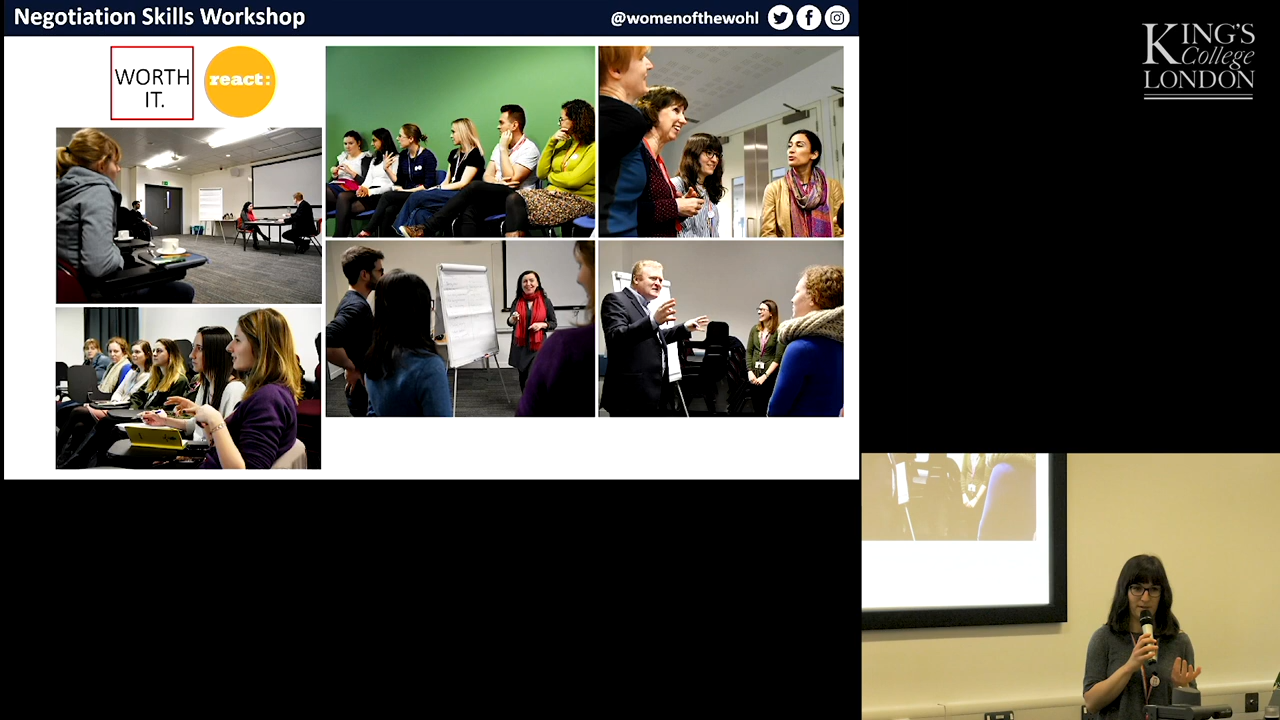 Negotiation Skills Workshop
@womenofthewohl
WORTH
IT.
react:
KING'S
College
LONDON